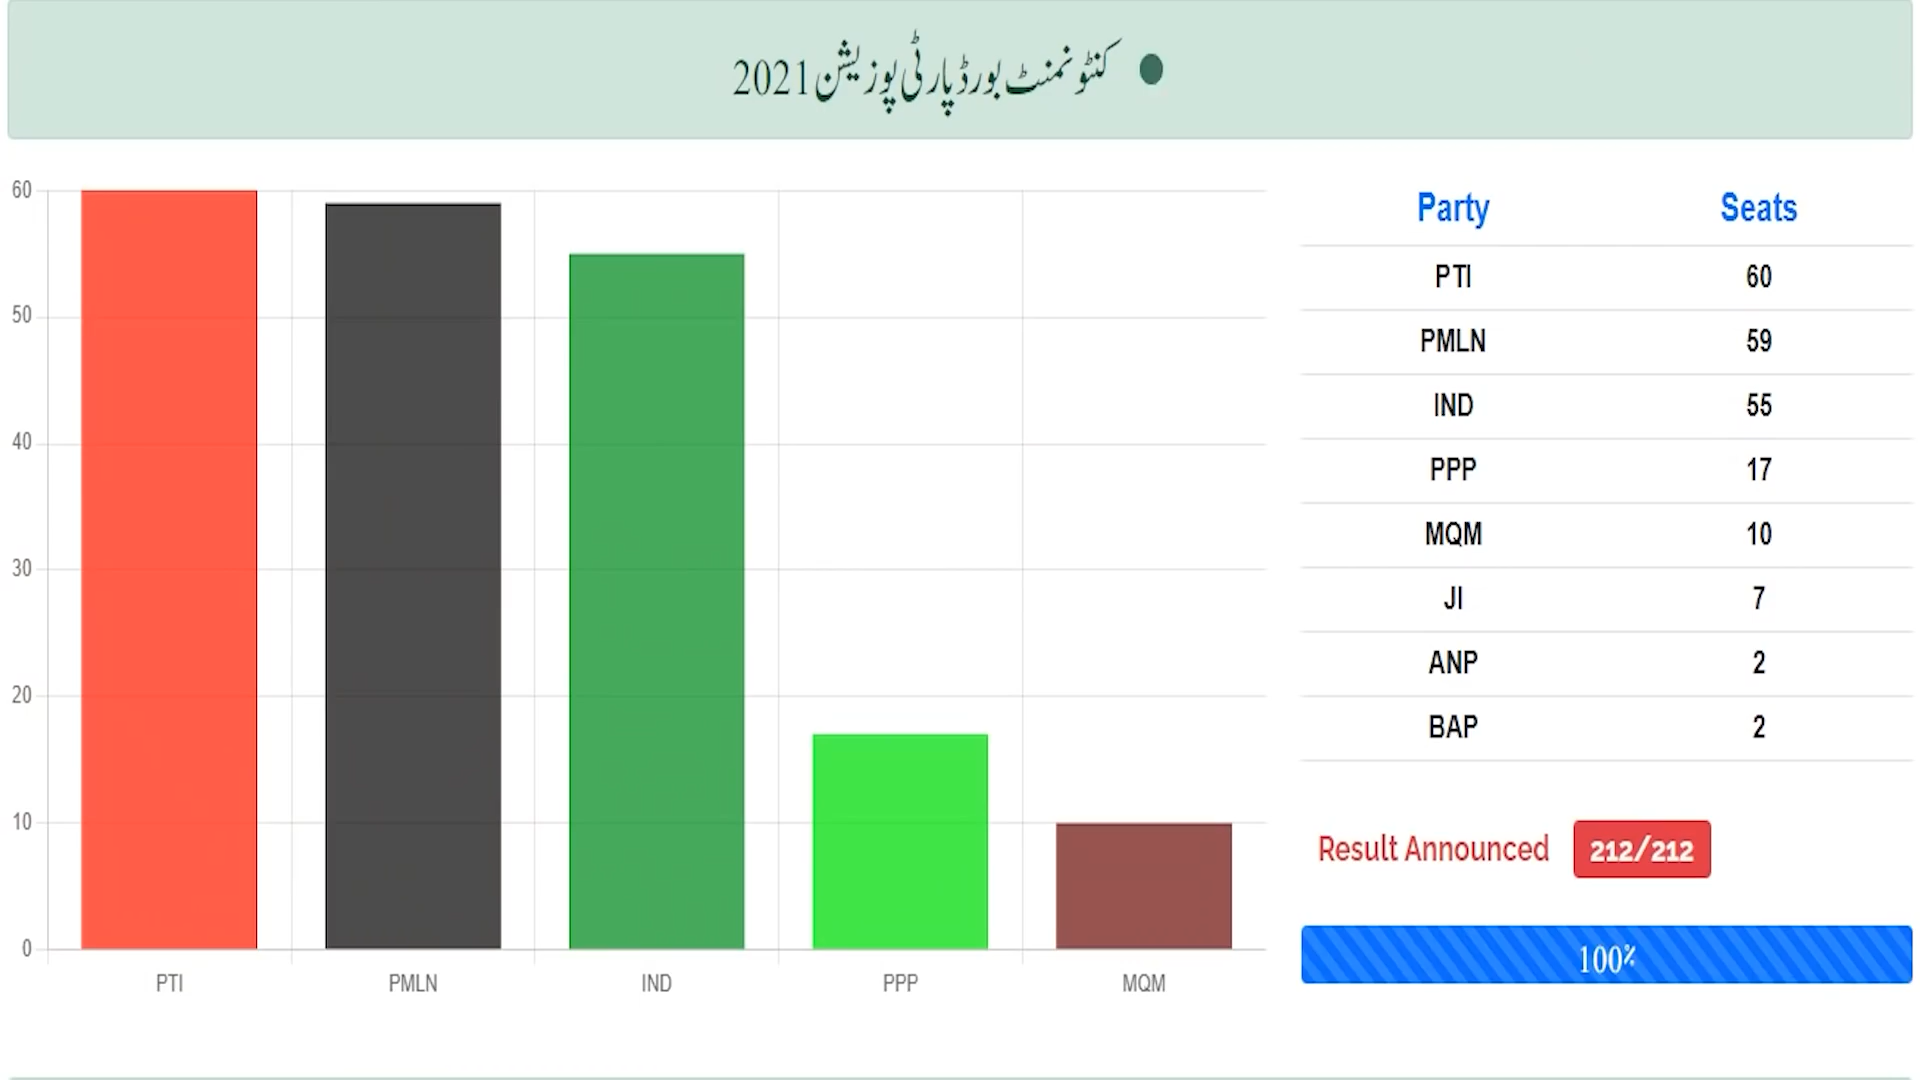 کنٹونمنٹ بورڈ پارٹی پوزیشن 2021
60
50
40
30
20
10
0
PTI PMLN IND PPP MQM
Party Seats
PTI 60
PMLN 59
IND 55
PPP 17
MQM 10
JI 7
ANP 2
BAP 2
Result Announced 212/212
100%